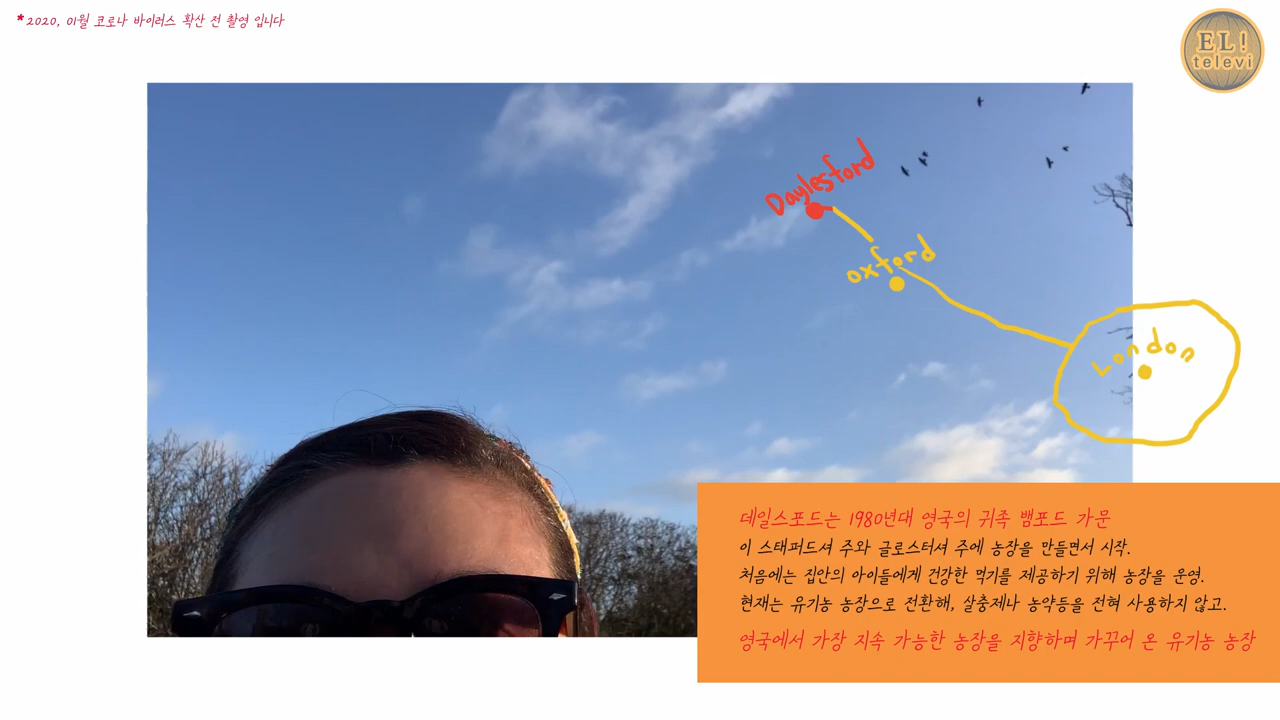 *2020, 01월 코로나 바이러스 확산 전 촬영 입니다
EL!
televi
Daylesford
oxford
London
데일스포드는 1980년대 영국의 귀족 뱀포드 가문
이 스태퍼드셔 주와 글로스터셔 주에 농장을 만들면서 시작.
처음에는 집안의 아이들에게 건강한 먹기를 제공하기 위해 농장을 운영.
현재는 유기농 농장으로 전환해, 살충제나 농약등을 전혀 사용하지 않고.
영국에서 가장 지속 가능한 농장을 지향하며 가꾸어 온 유기농 농장